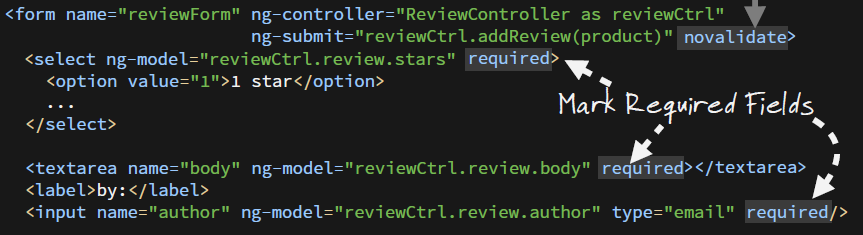 <form name="reviewForm" ng-controller="ReviewController as reviewCtrl"
ng-submit="reviewCtrl.addReview(product)" novalidate>
<select ng-model="reviewCtrl.review.stars" required>
<option value="1">1 star</option>
...
Mark Required Fields
</select>
<textarea name="body" ng-model="reviewCtrl.review.body" required></textarea>
<label>by:</label>
<input name="author" ng-model="reviewCtrl.review.author" type="email" required/>